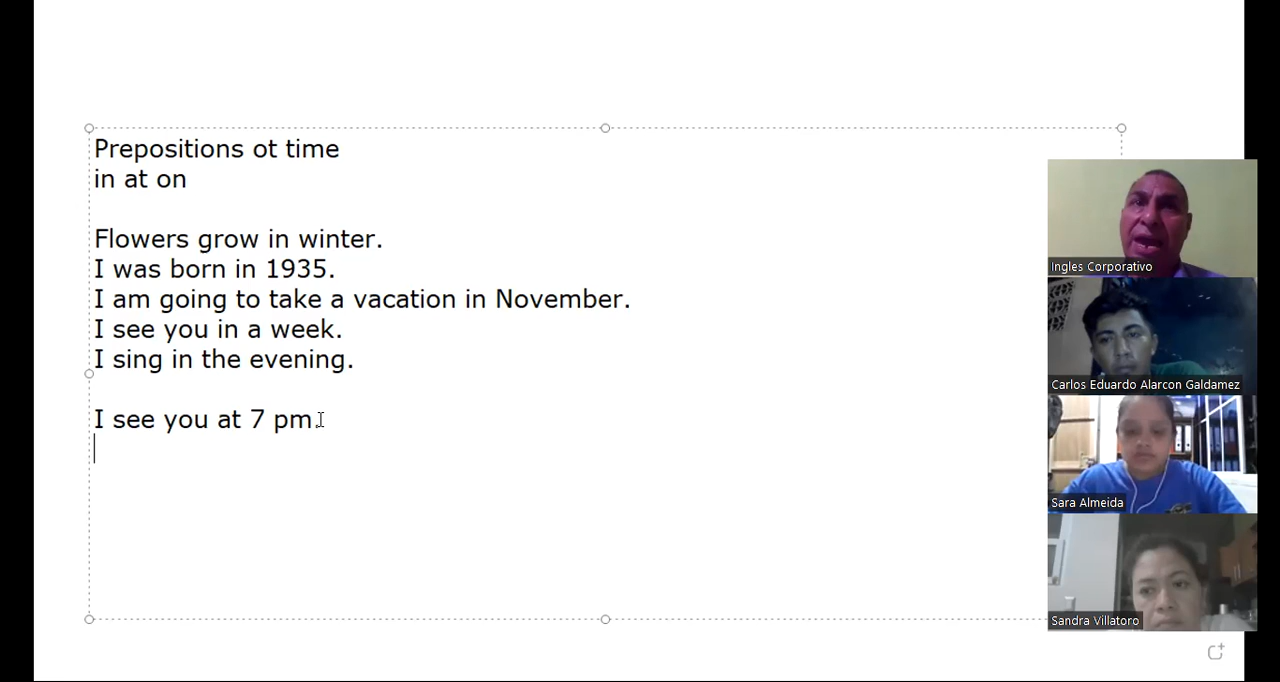 Prepositions ot time
in at on
Flowers grow in winter.
I was born in 1935.
I am going to take a vacation in November.
I see you in a week.
I sing in the evening.
I see you at 7 pm.
Ingles Corporativo
Carlos Eduardo Alarcon Galdamez
Sara Almeida
Sandra Villatoro